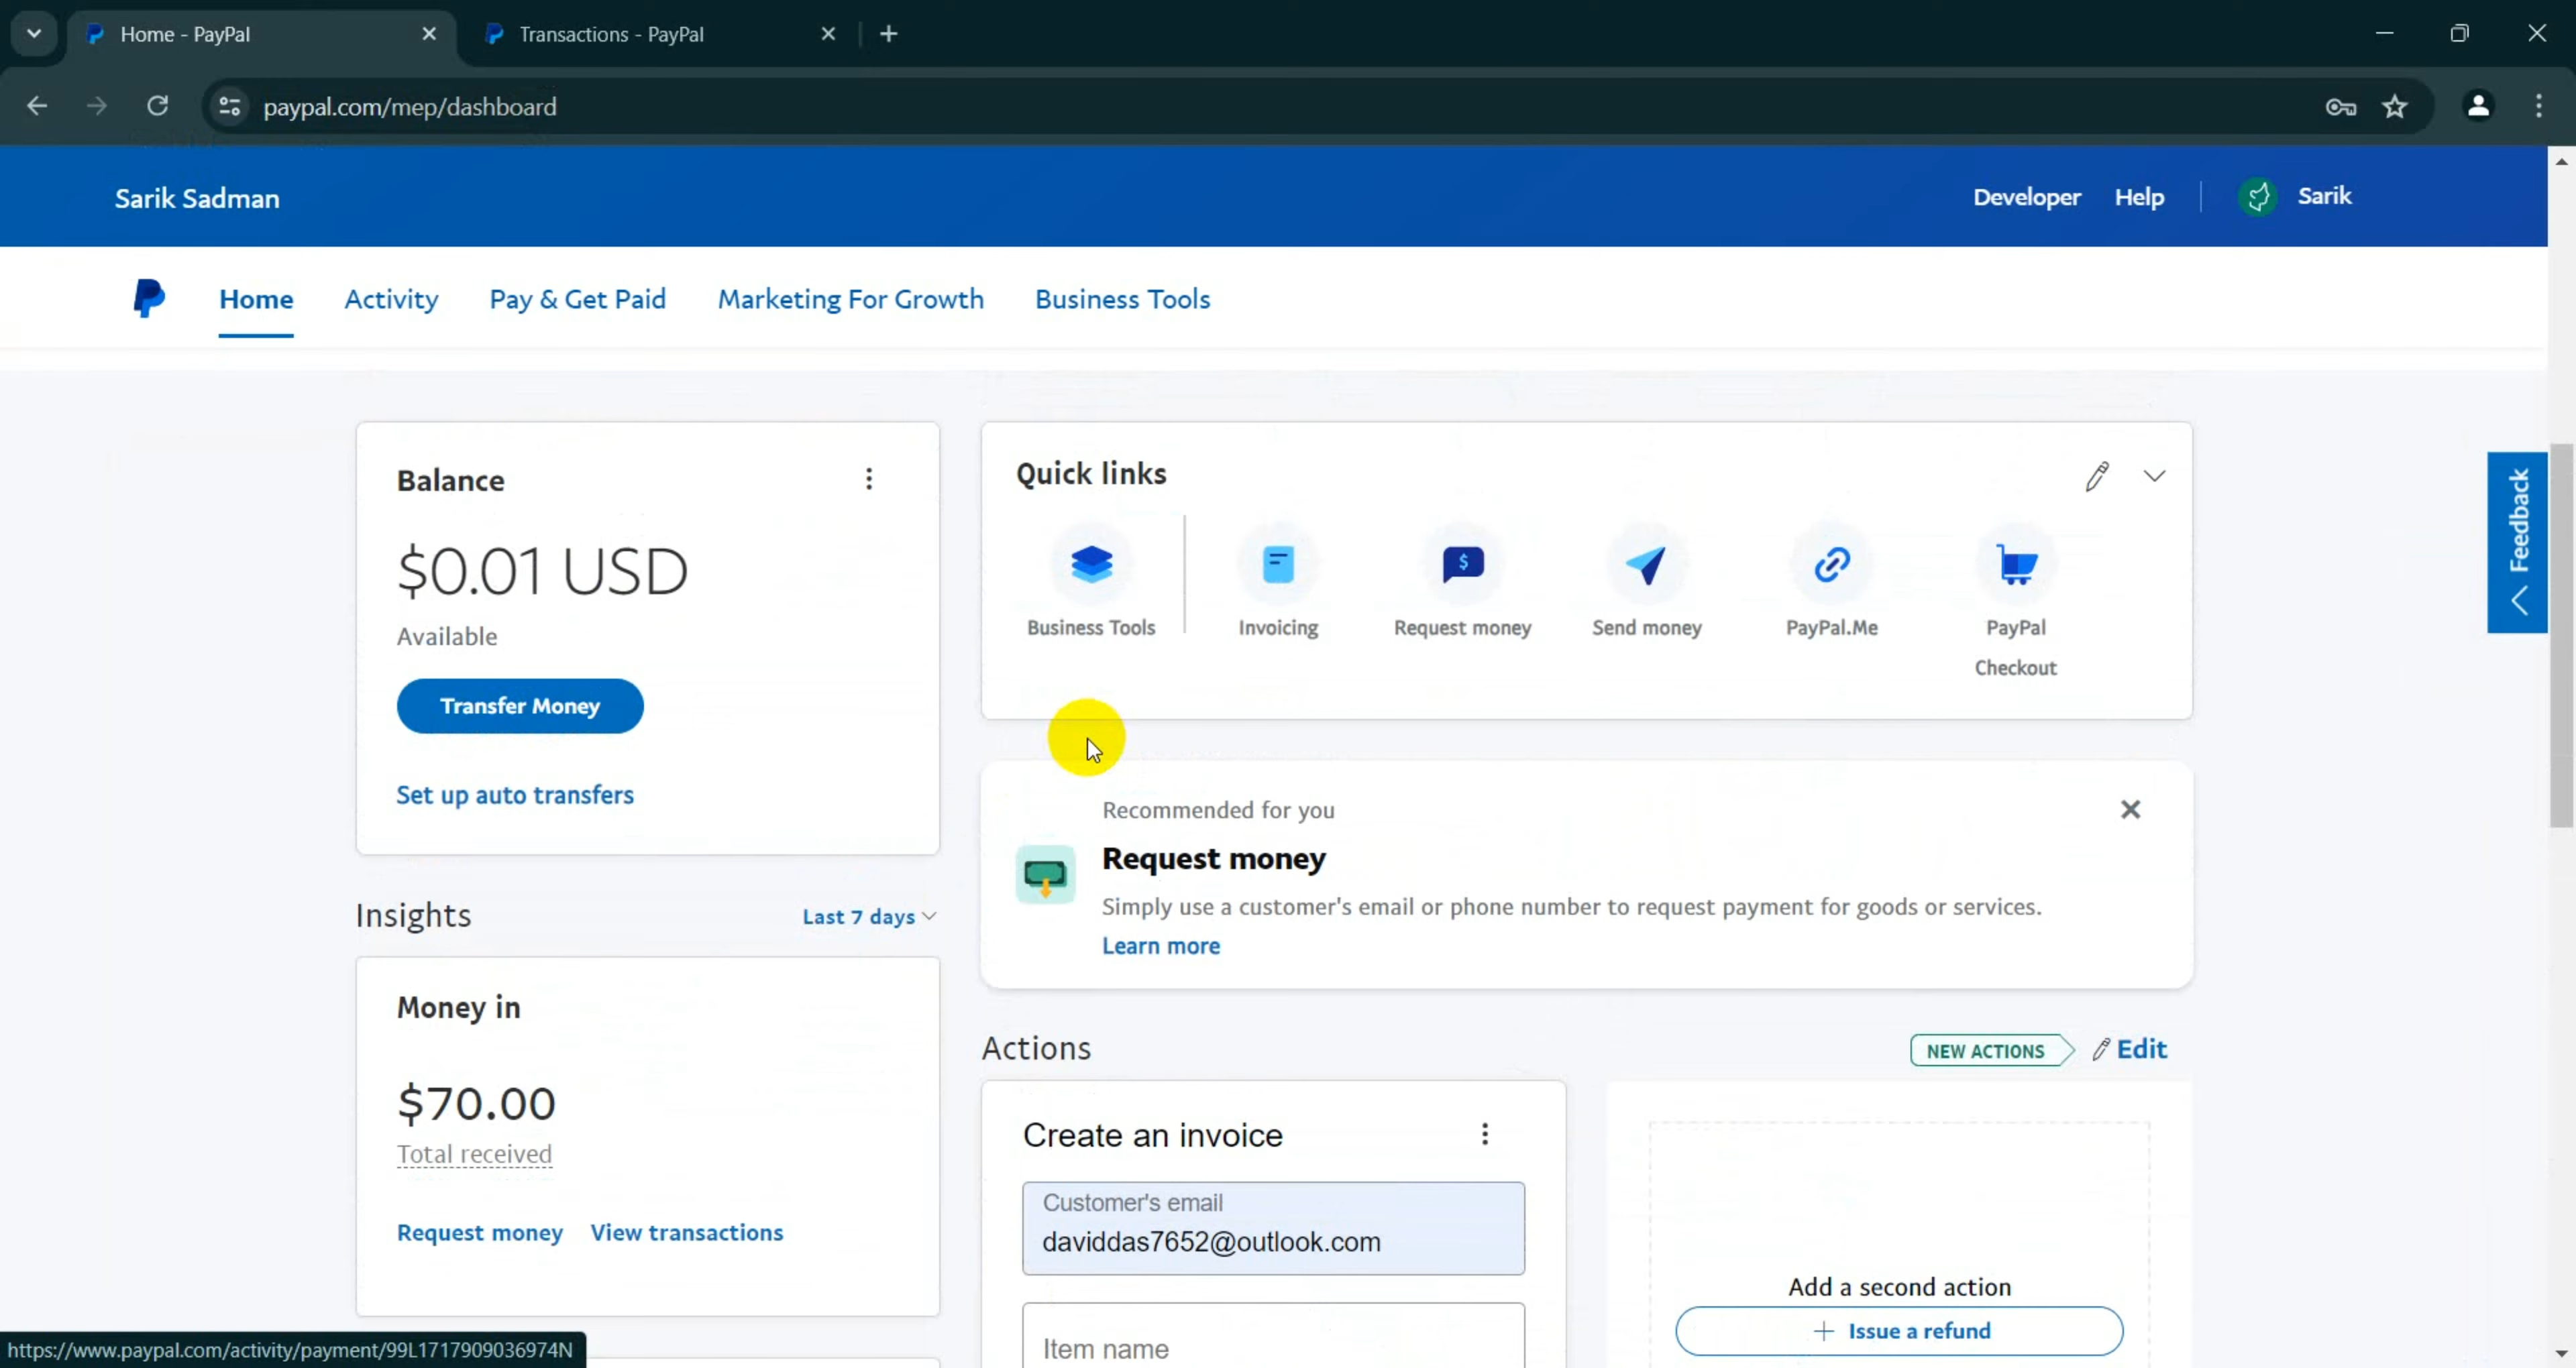 Home - PayPal
Transactions - PayPal
paypal.com/mep/dashboard
Sarik Sadman
Developer
Help
Sarik
Home
Activity
Pay & Get Paid
Marketing For Growth
Business Tools
Balance
$0.01 USD
Available
Transfer Money
Set up auto transfers
Quick links
Business Tools
Invoicing
Request money
Send money
PayPal.Me
PayPal
Checkout
Feedback
Recommended for you
Request money
Simply use a customer's email or phone number to request payment for goods or services.
Learn more
Insights
Last 7 days
Money in
$70.00
Total received
Request money
View transactions
Actions
NEW ACTIONS
Edit
Create an invoice
Customer's email
daviddas7652@outlook.com
Item name
Add a second action
Issue a refund
https://www.paypal.com/activity/payment/99L1717909036974N